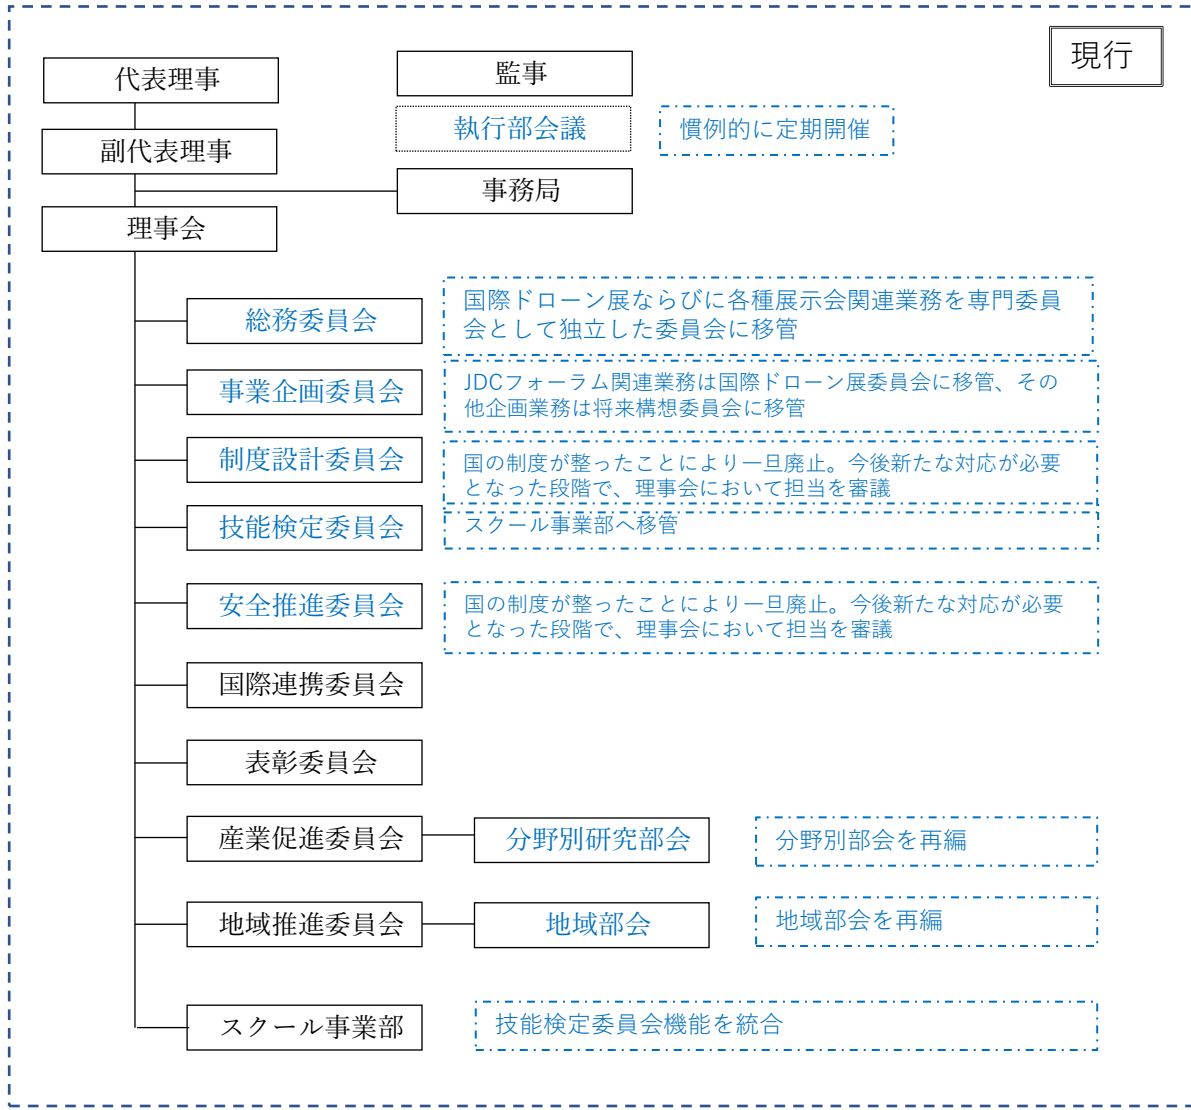 現行
代表理事
監事
執行部会議
慣例的に定期開催
副代表理事
事務局
理事会
総務委員会
国際ドローン展ならびに各種展示会関連業務を専門委員
会として独立した委員会に移管
事業企画委員会
JDCフォーラム関連業務は国際ドローン展委員会に移管、その
他企画業務は将来構想委員会に移管
制度設計委員会
国の制度が整ったことにより一旦廃止。今後新たな対応が必要
となった段階で、理事会において担当を審議
技能検定委員会
スクール事業部へ移管
安全推進委員会
国の制度が整ったことにより一旦廃止。今後新たな対応が必要
となった段階で、理事会において担当を審議
国際連携委員会
表彰委員会
産業促進委員会
分野別研究部会
分野別部会を再編
地域推進委員会
地域部会
地域部会を再編
スクール事業部
技能検定委員会機能を統合